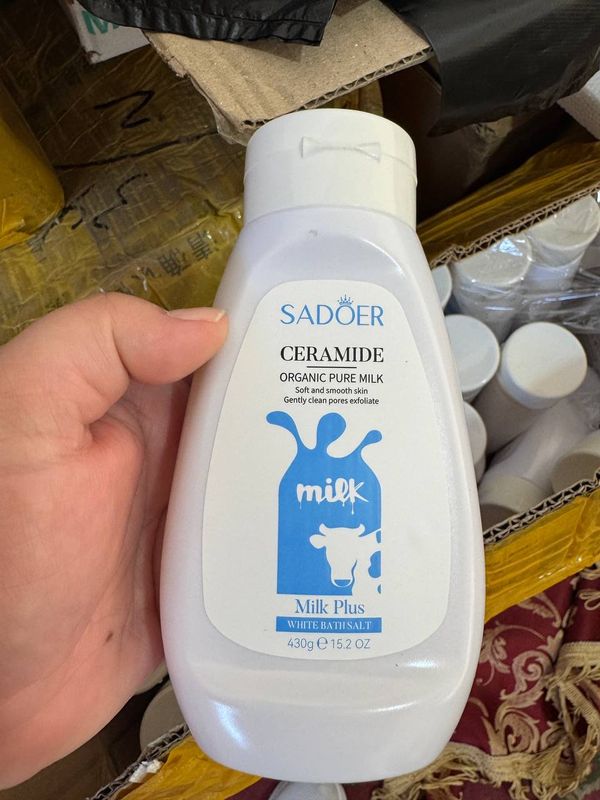 SADOER
CERAMIDE
ORGANIC PURE MILK
Soft and smooth skin
Gently clean pores exfoliate
milk
Milk Plus
WHITE BATH SALT
430g ℮ 15.2 OZ